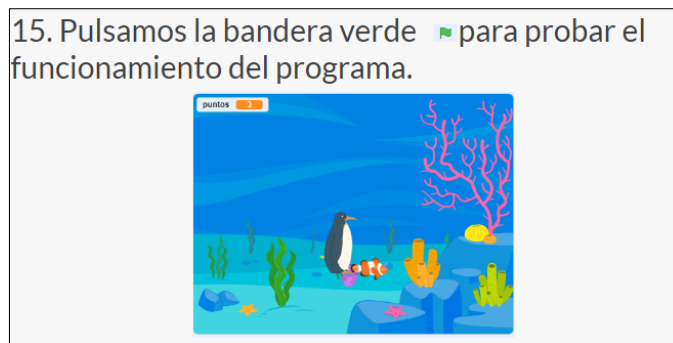 15. Pulsamos la bandera verde para probar el
funcionamiento del programa.
puntos 3